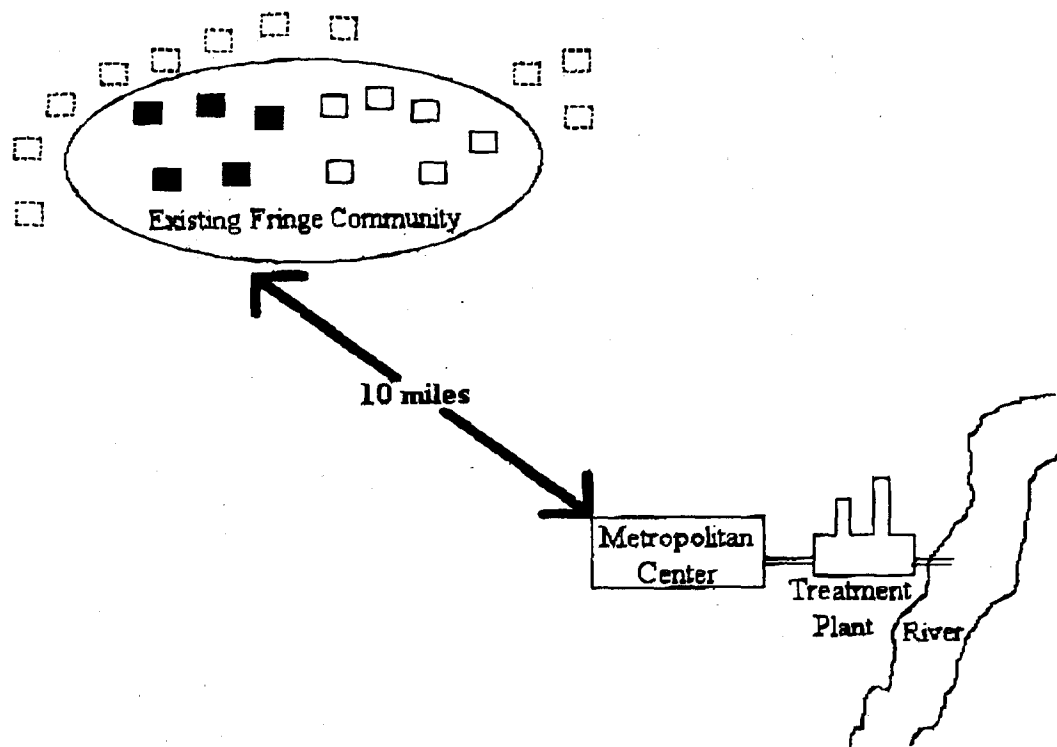 Existing Fringe Community
10 miles
Metropolitan
Center
Treatment
Plant
River